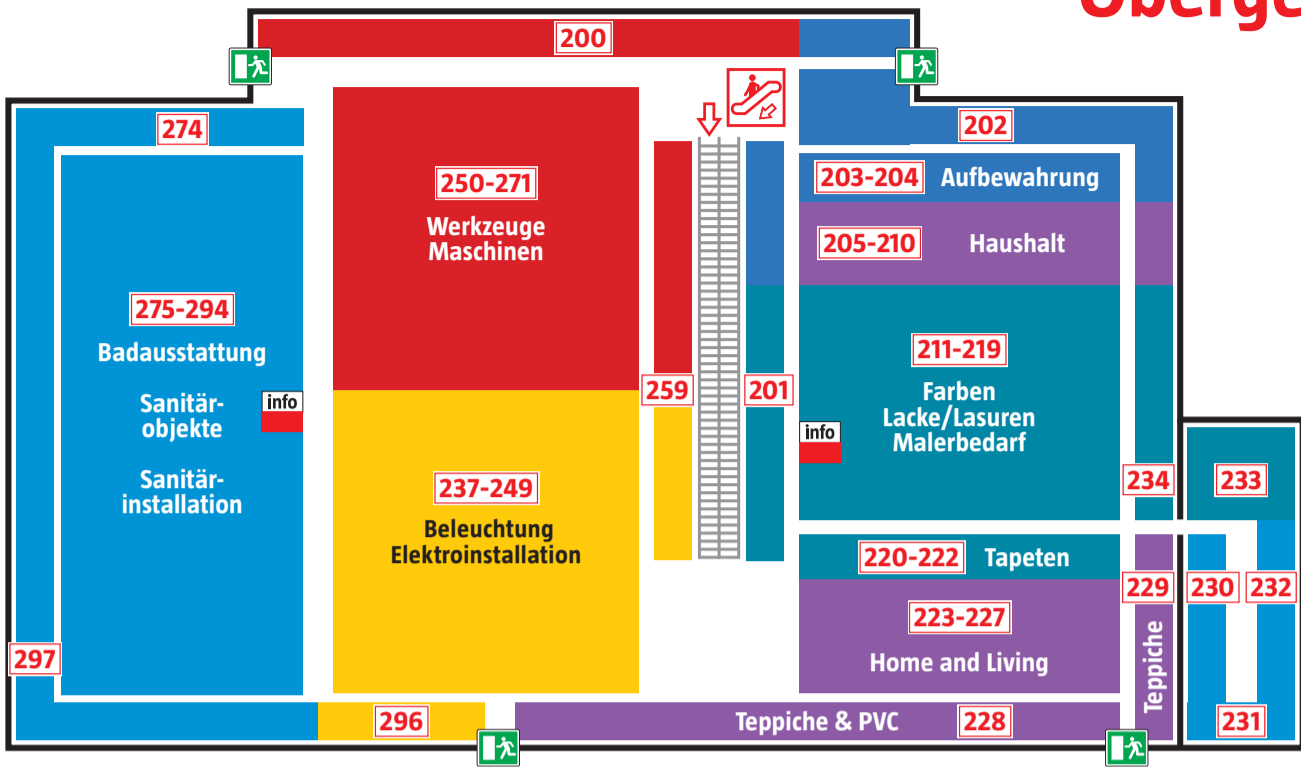 200
274
202
250-271
Werkzeuge
Maschinen
203-204 Aufbewahrung
205-210 Haushalt
275-294
Badausstattung
Sanitär-
objekte
Sanitär-
installation
info
259
201
211-219
Farben
Lacke/Lasuren
Malerbedarf
info
237-249
Beleuchtung
Elektroinstallation
234
233
220-222 Tapeten
229
230
232
223-227
Home and Living
Teppiche
297
296
Teppiche & PVC 228
231